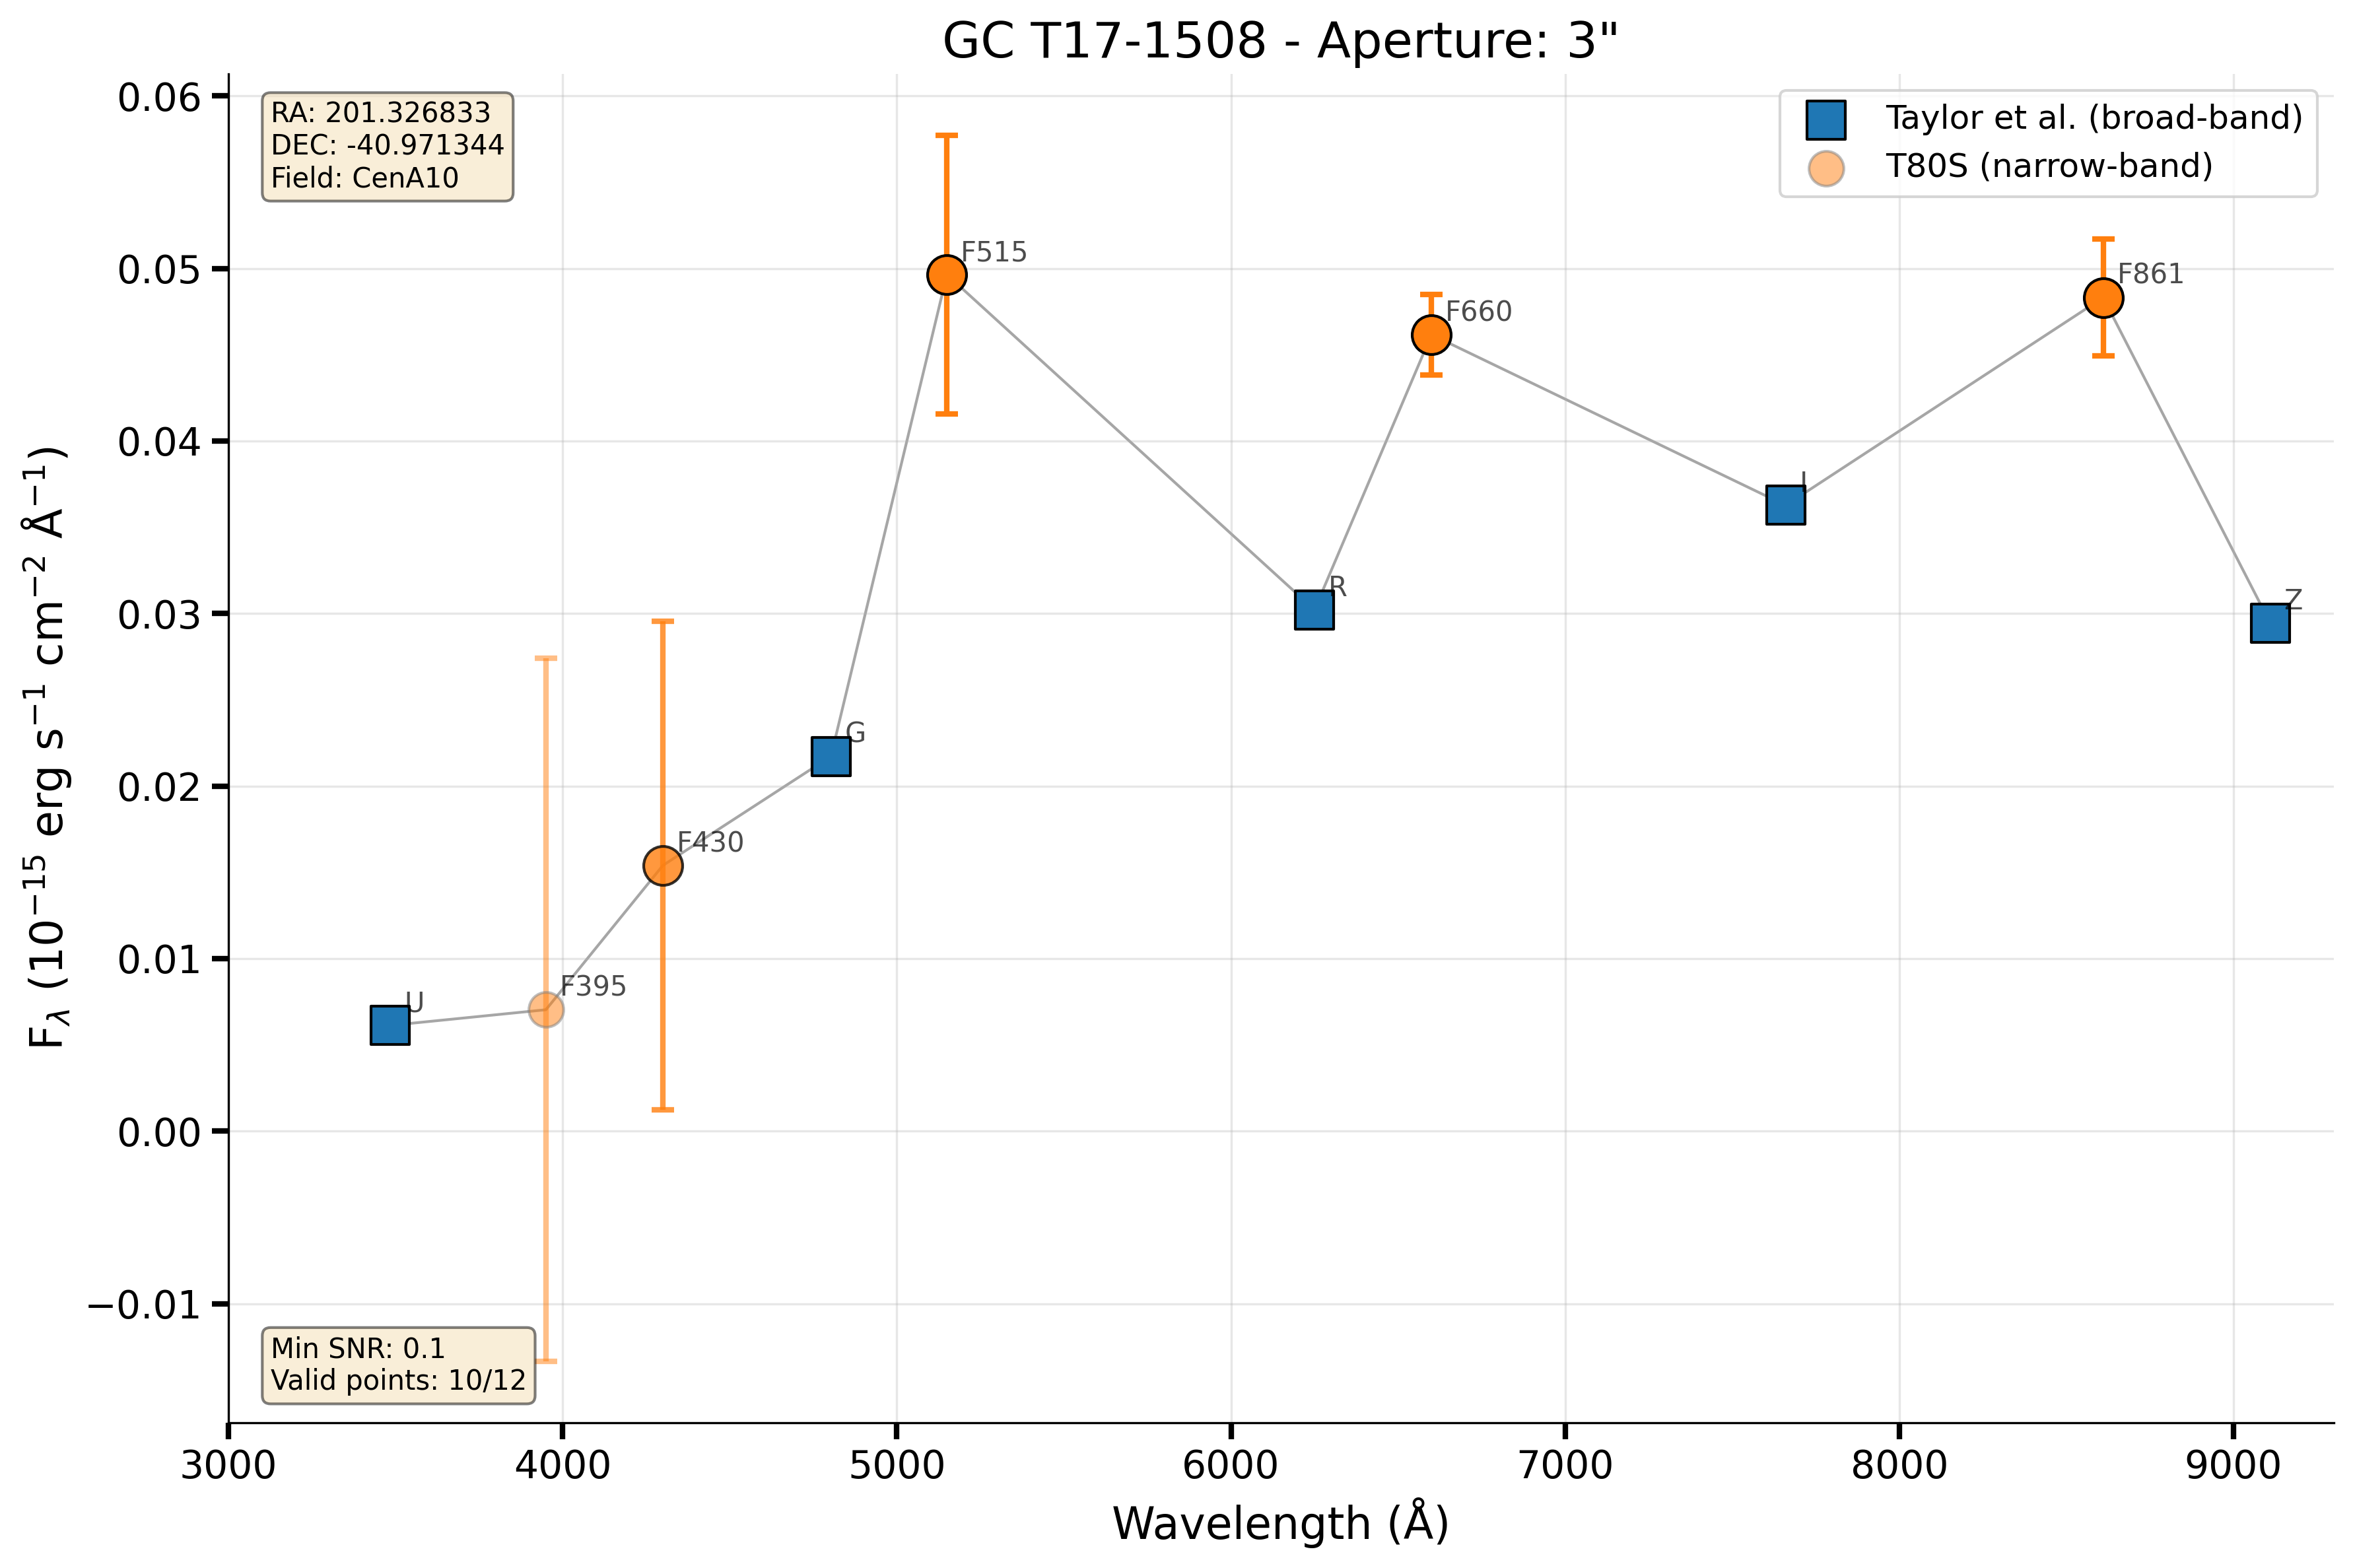 GC T17-1508 - Aperture: 3"
RA: 201.326833
DEC: -40.971344
Field: CenA10
Taylor et al. (broad-band)
T80S (narrow-band)
F515
F861
F660
I
R
Z
G
F430
F395
U
Min SNR: 0.1
Valid points: 10/12
0.06
0.05
0.04
0.03
0.02
0.01
0.00
−0.01
F_λ (10⁻¹⁵ erg s⁻¹ cm⁻² Å⁻¹)
3000 4000 5000 6000 7000 8000 9000
Wavelength (Å)